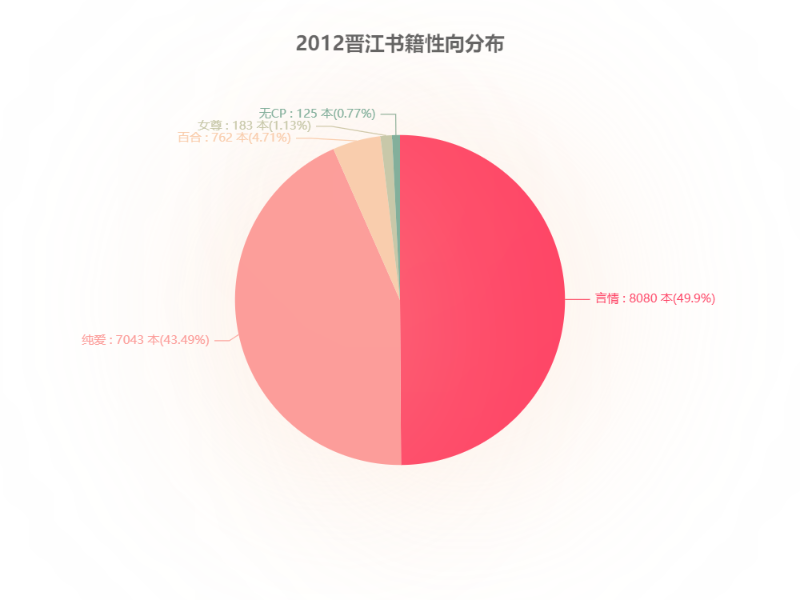 2012晋江书籍性向分布
无CP : 125 本(0.77%)
女尊 : 183 本(1.13%)
百合 : 762 本(4.71%)
言情 : 8080 本(49.9%)
纯爱 : 7043 本(43.49%)